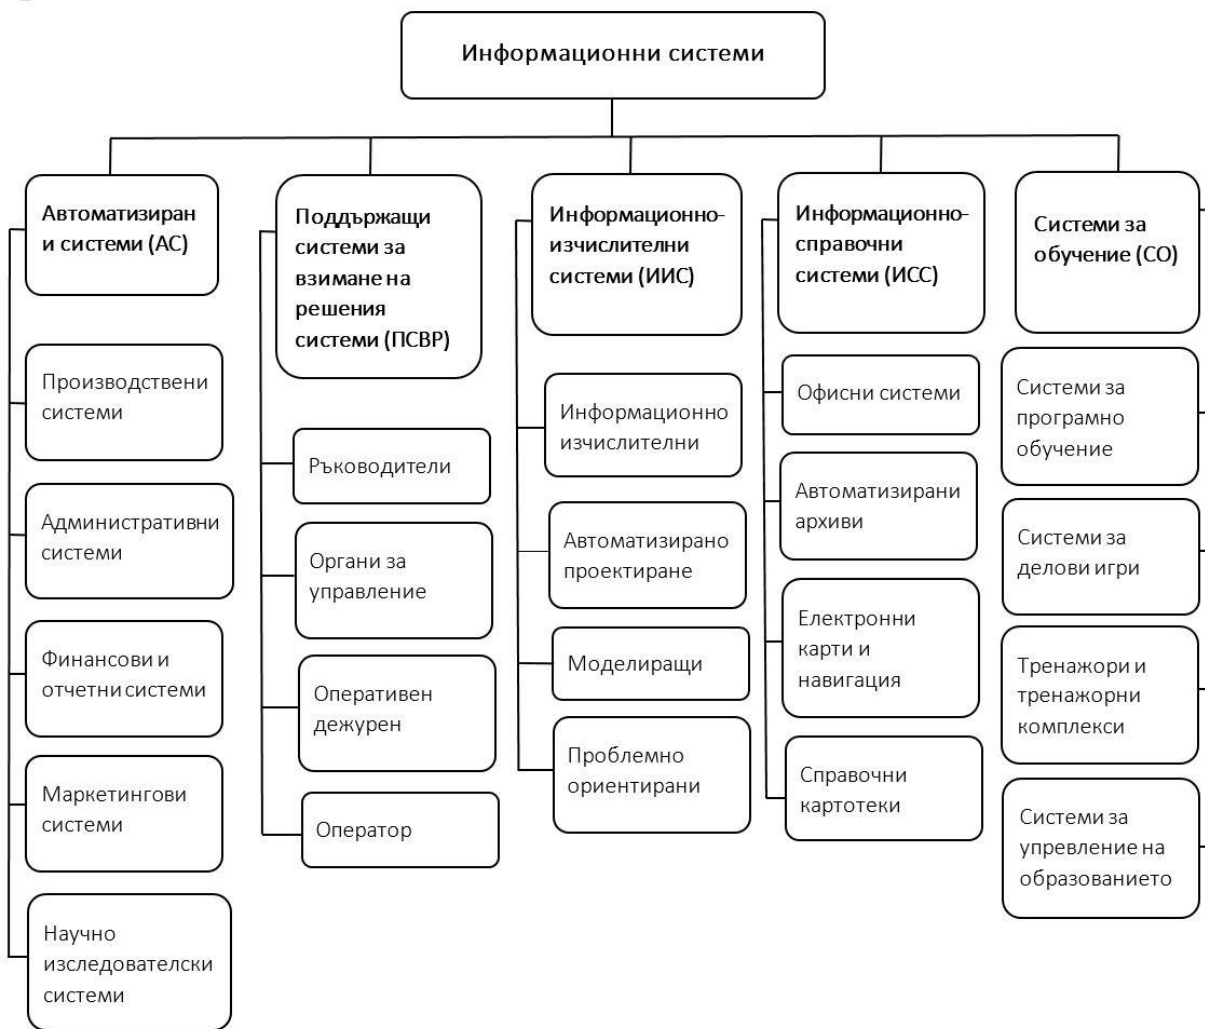 Информационни системи
Автоматизиран
и системи (АС)
Производствени
системи
Административни
системи
Финансови и
отчетни системи
Маркетингови
системи
Научно
изследователски
системи
Поддържащи
системи за
взимане на
решения
системи (ПСВР)
Ръководители
Органи за
управление
Оперативен
дежурен
Оператор
Информационно-
изчислителни
системи (ИИС)
Информационно
изчислителни
Автоматизирано
проектиране
Моделиращи
Проблемно
ориентирани
Информационно-
справочни
системи (ИСС)
Офисни системи
Автоматизирани
архиви
Електронни
карти и
навигация
Справочни
картотеки
Системи за
обучение (СО)
Системи за
програмно
обучение
Системи за
делови игри
Тренажори и
тренажорни
комплекси
Системи за
упревление на
образованието